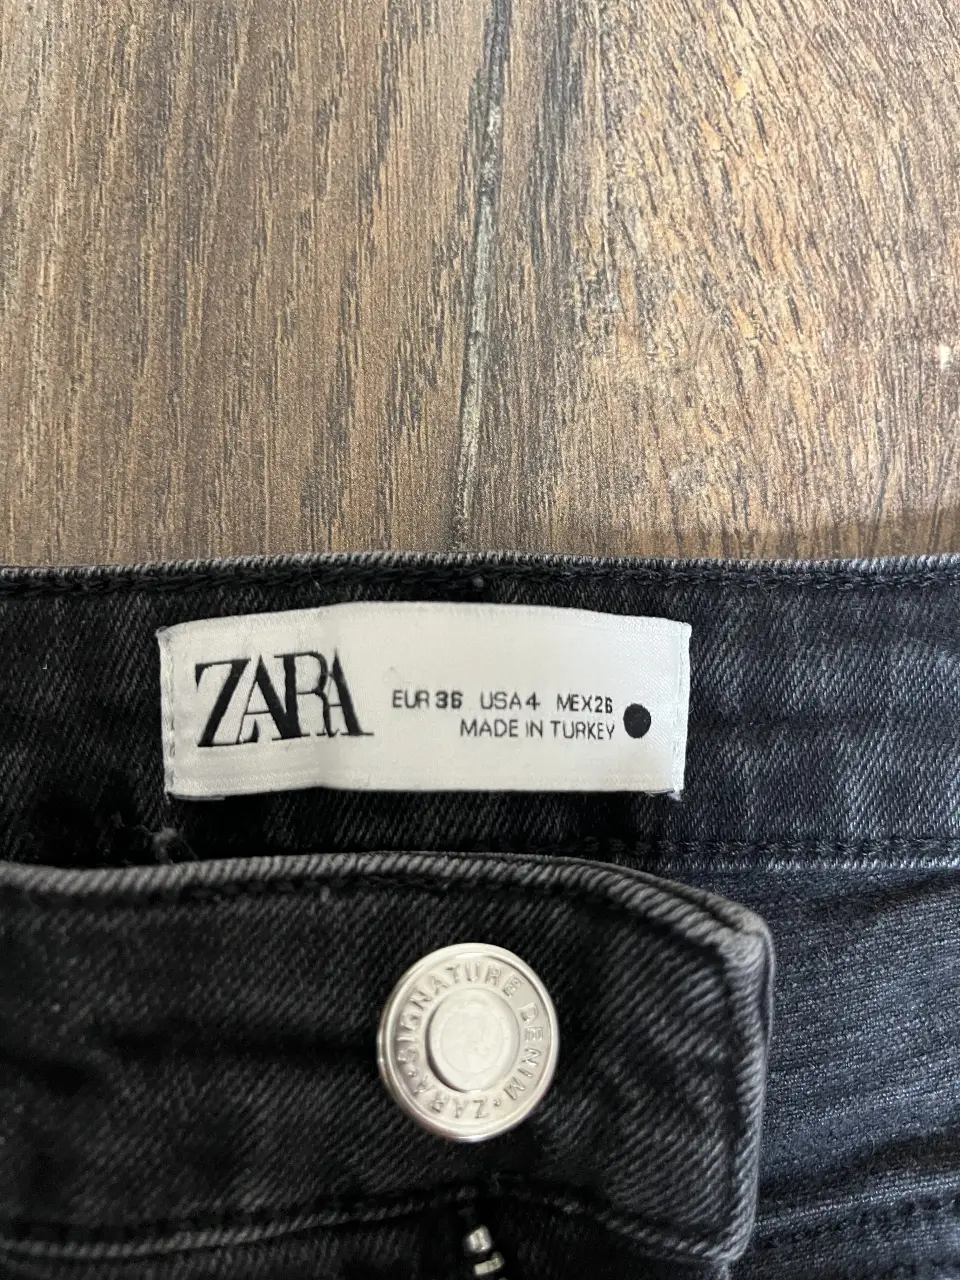 ZARA
EUR 36 USA 4 MEX 26
MADE IN TURKEY
SIGNATURE DENIM • ZARA •